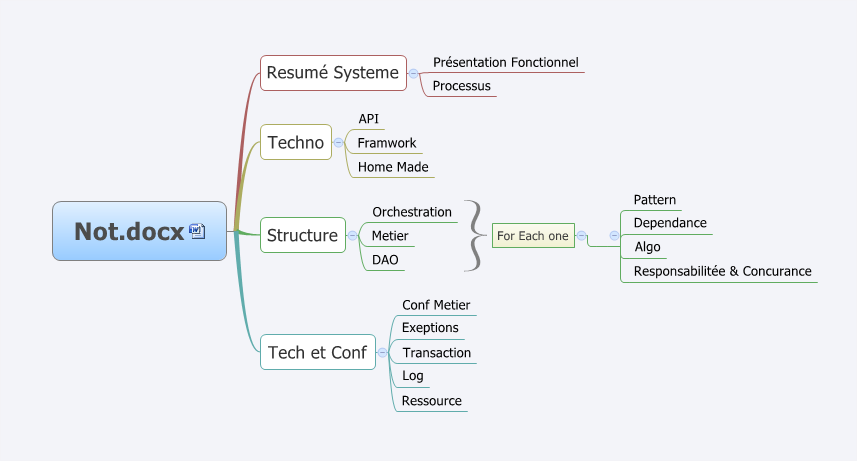 Not.docx
Resumé Systeme
Présentation Fonctionnel
Processus
Techno
API
Framwork
Home Made
Structure
Orchestration
Metier
DAO
For Each one
Pattern
Dependance
Algo
Responsabilitée & Concurance
Tech et Conf
Conf Metier
Exeptions
Transaction
Log
Ressource